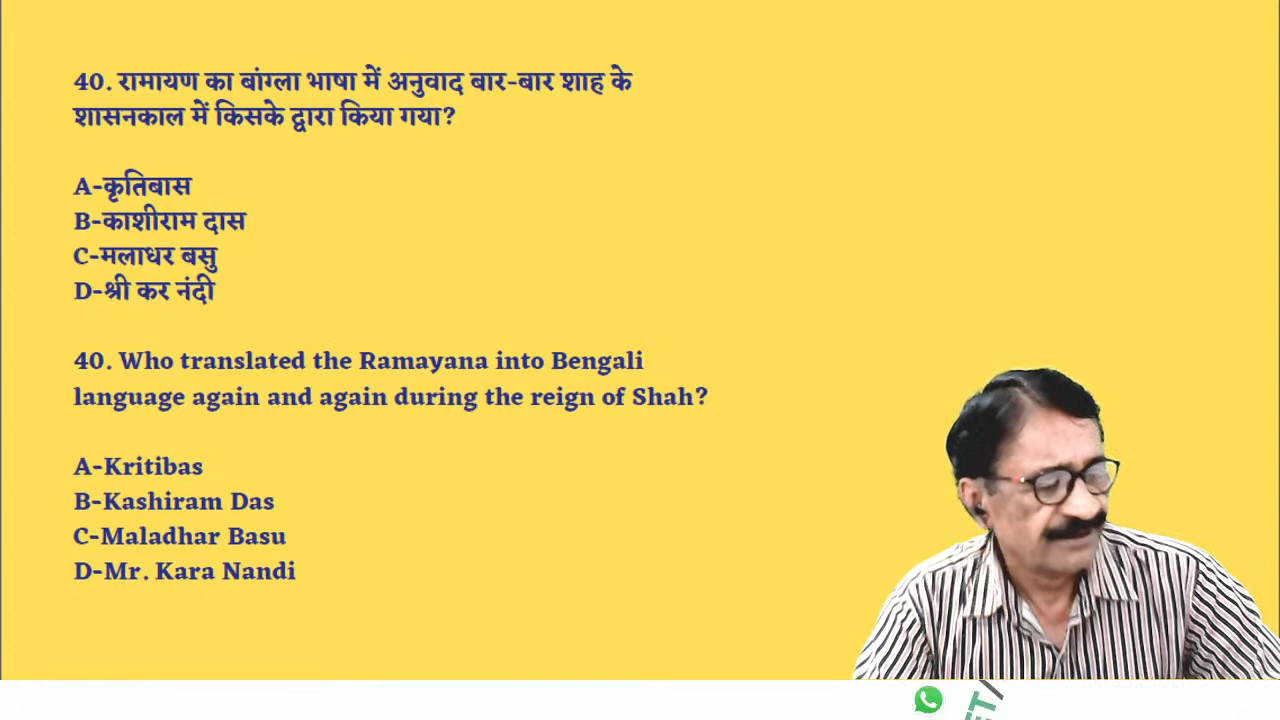 40. रामायण का बांग्ला भाषा में अनुवाद बार-बार शाह के
शासनकाल में किसके द्वारा किया गया?
A-कृतिबास
B-काशीराम दास
C-मलाधर बसु
D-श्री कर नंदी
40. Who translated the Ramayana into Bengali
language again and again during the reign of Shah?
A-Kritibas
B-Kashiram Das
C-Maladhar Basu
D-Mr. Kara Nandi